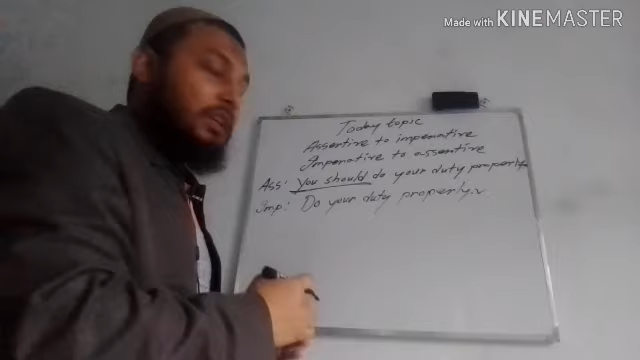 Made with KINEMASTER
Today topic
Assertive to imperative
Imperative to assertive
Ass: You should do your duty properly.
Imp: Do your duty properly.